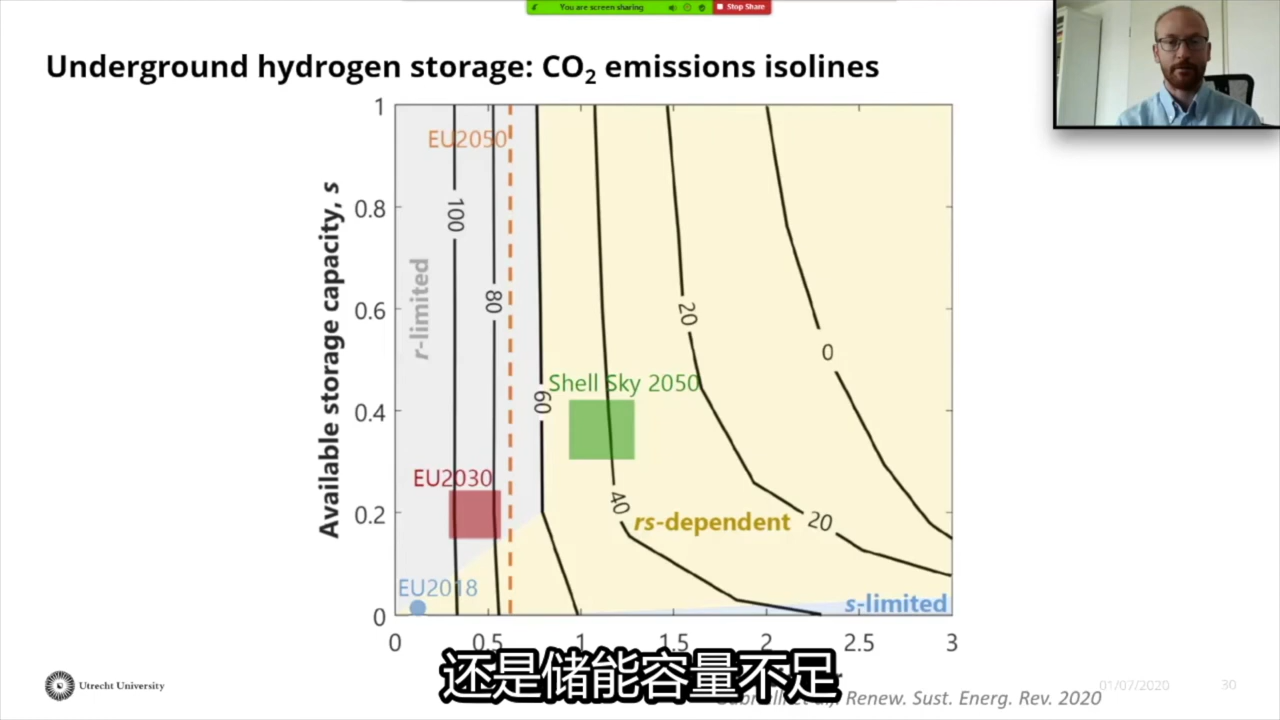 You are screen sharing
Stop Share
Underground hydrogen storage: CO₂ emissions isolines
Available storage capacity, s
1
0.8
0.6
0.4
0.2
0
EU2050
100
80
r-limited
20
0
Shell Sky 2050
60
EU2030
40
rs-dependent
20
EU2018
s-limited
0
0.5
1
1.5
2
2.5
3
还是储能容量不足
Utrecht University
Renew. Sust. Energ. Rev. 2020
01/07/2020
30